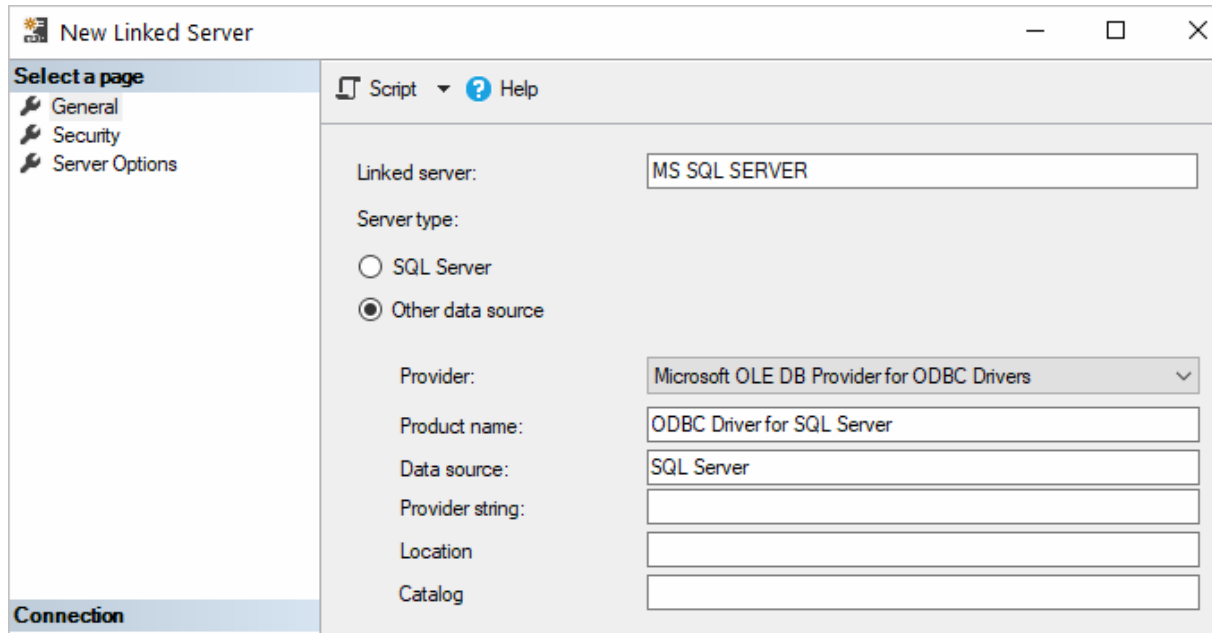 New Linked Server
Select a page
General
Security
Server Options
Connection
Script
Help
Linked server: MS SQL SERVER
Server type:
SQL Server
Other data source
Provider: Microsoft OLE DB Provider for ODBC Drivers
Product name: ODBC Driver for SQL Server
Data source: SQL Server
Provider string:
Location
Catalog